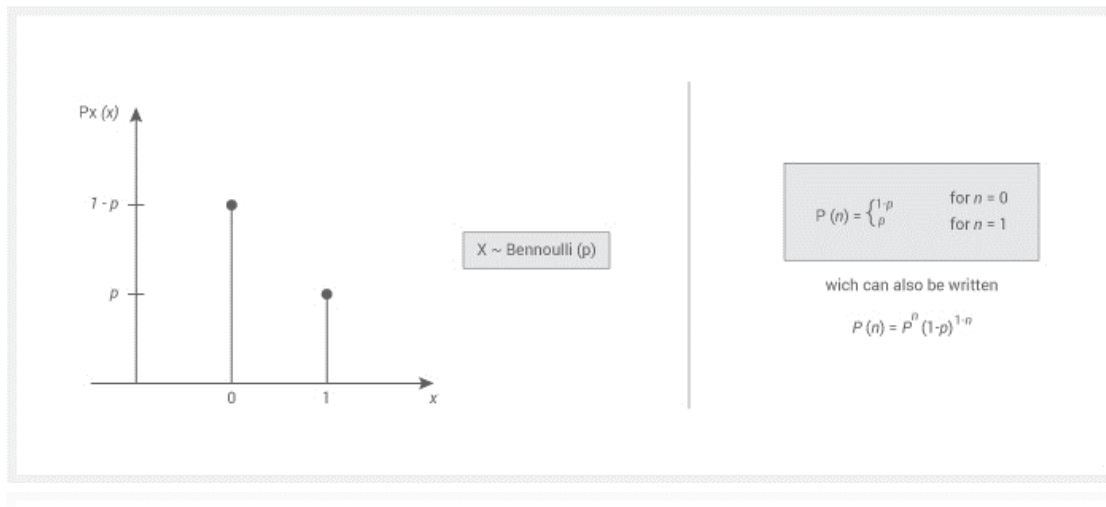 Px (x)
1-p
p
0
1
x
X ~ Bennoulli (p)
P (n) = {1-p for n = 0
p for n = 1
wich can also be written
P (n) = P^n (1-p)^1-n